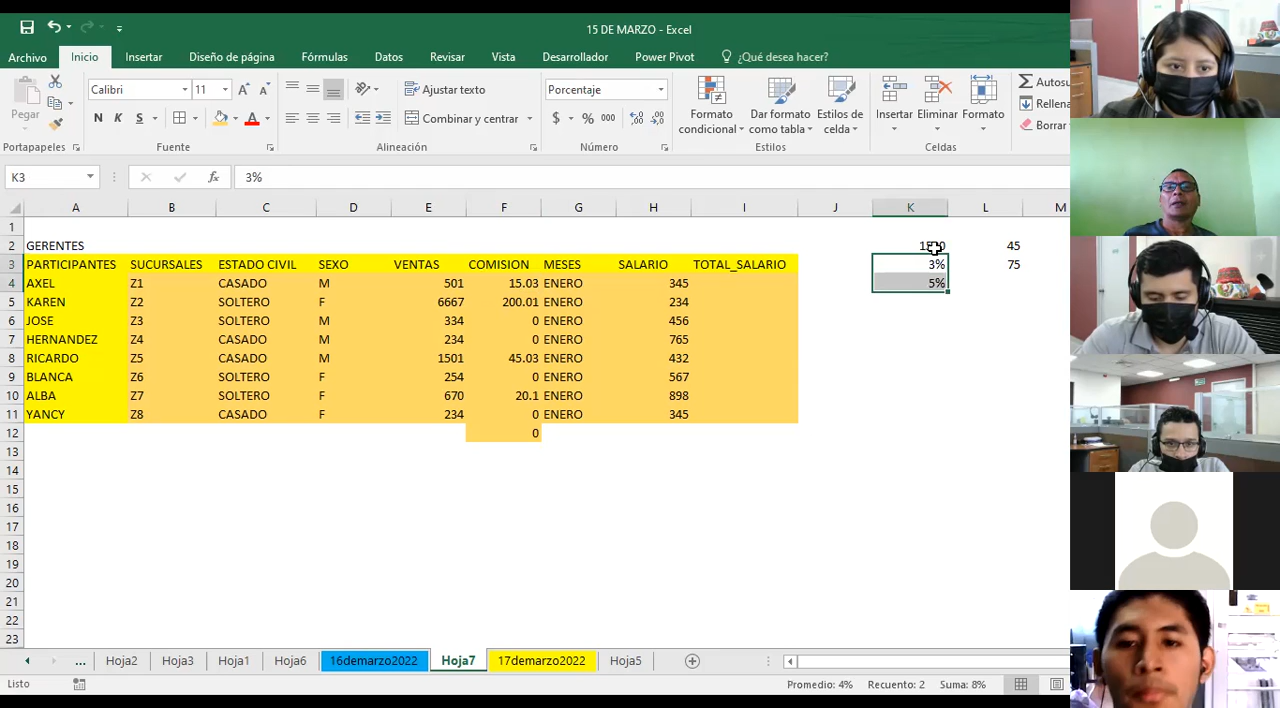 15 DE MARZO - Excel
Archivo Inicio Insertar Diseño de página Fórmulas Datos Revisar Vista Desarrollador Power Pivot ¿Qué desea hacer?
Pegar
Calibri 11
N K S
A
Ajustar texto
Combinar y centrar
Porcentaje
$ % 000
Formato condicional
Dar formato como tabla
Estilos de celda
Insertar Eliminar Formato
Autosu
Rellena
Borrar
Portapapeles Fuente Alineación Número Estilos Celdas
K3 fx 3%
A B C D E F G H I J K L M
1
2 GERENTES 45
3 PARTICIPANTES SUCURSALES ESTADO CIVIL SEXO VENTAS COMISION MESES SALARIO TOTAL_SALARIO 3% 75
4 AXEL Z1 CASADO M 501 15.03 ENERO 345 5%
5 KAREN Z2 SOLTERO F 6667 200.01 ENERO 234
6 JOSE Z3 SOLTERO M 334 0 ENERO 456
7 HERNANDEZ Z4 CASADO M 234 0 ENERO 765
8 RICARDO Z5 CASADO M 1501 45.03 ENERO 432
9 BLANCA Z6 SOLTERO F 254 0 ENERO 567
10 ALBA Z7 SOLTERO F 670 20.1 ENERO 898
11 YANCY Z8 CASADO F 234 0 ENERO 345
12 0
13
14
15
16
17
18
19
20
21
22
23
... Hoja2 Hoja3 Hoja1 Hoja6 16demarzo2022 Hoja7 17demarzo2022 Hoja5
Listo Promedio: 4% Recuento: 2 Suma: 8%